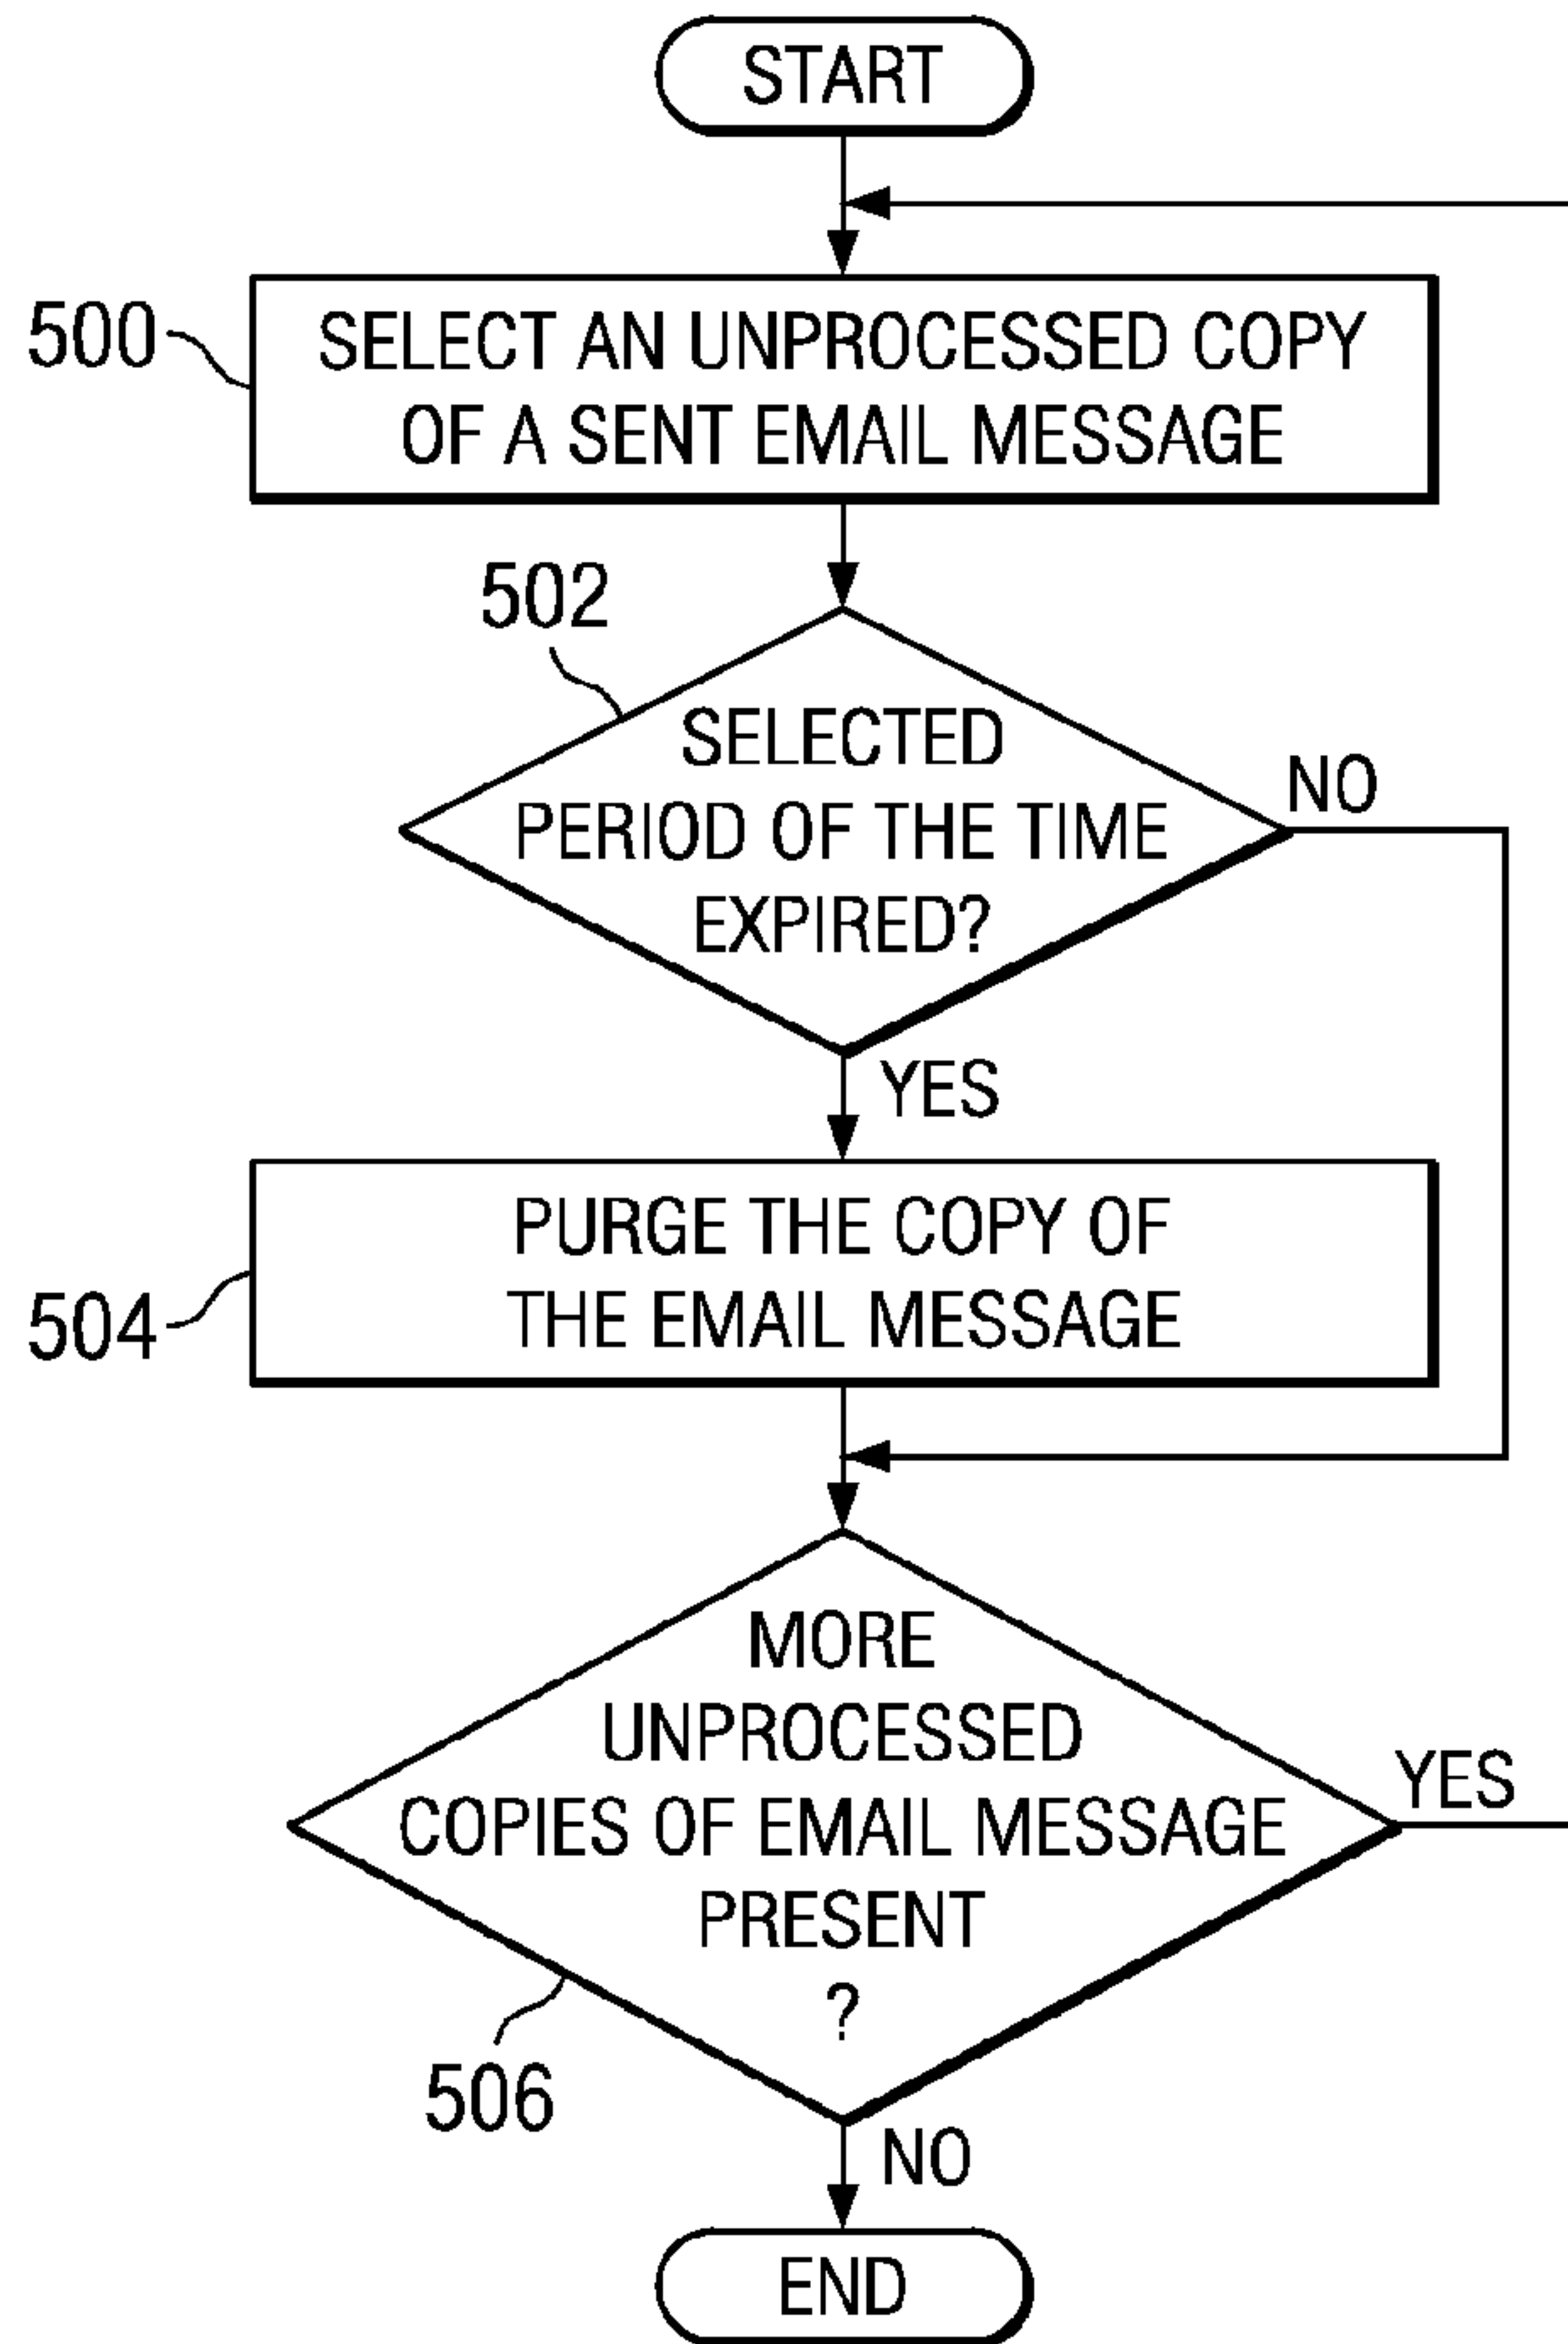 START
500
SELECT AN UNPROCESSED COPY
OF A SENT EMAIL MESSAGE
502
SELECTED
PERIOD OF THE TIME
EXPIRED?
NO
YES
504
PURGE THE COPY OF
THE EMAIL MESSAGE
MORE
UNPROCESSED
COPIES OF EMAIL MESSAGE
PRESENT
?
YES
506
NO
END